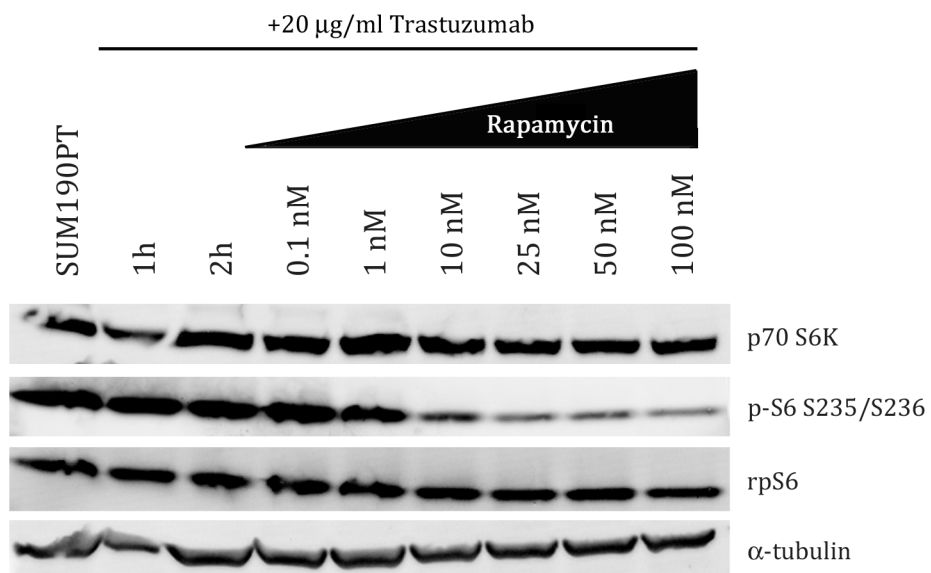 +20 μg/ml Trastuzumab
Rapamycin
SUM190PT
1h
2h
0.1 nM
1 nM
10 nM
25 nM
50 nM
100 nM
p70 S6K
p-S6 S235/S236
rpS6
α-tubulin